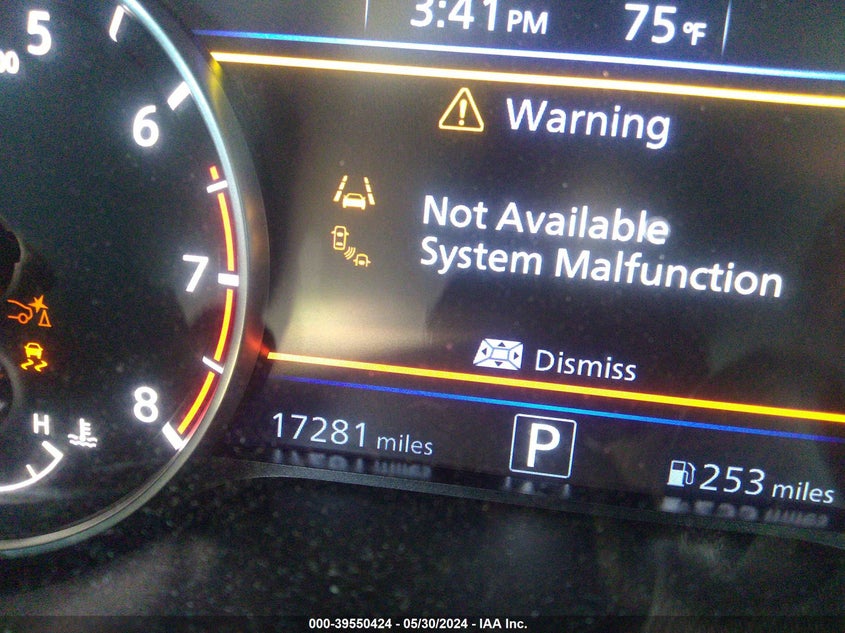 5
00
3:41 PM
75 °F
6
Warning
Not Available
System Malfunction
7
Dismiss
8
H
17281 miles
P
253 miles
000-39550424 - 05/30/2024 - IAA Inc.